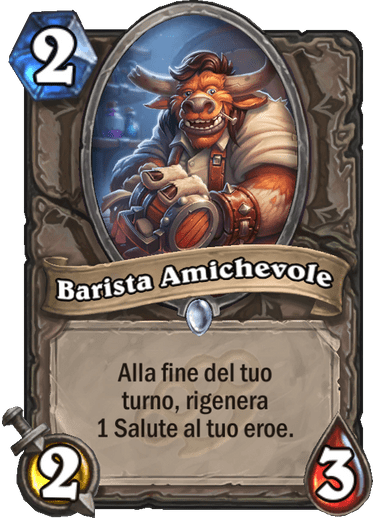 2
Barista Amichevole
Alla fine del tuo
turno, rigenera
1 Salute al tuo eroe.
2
3